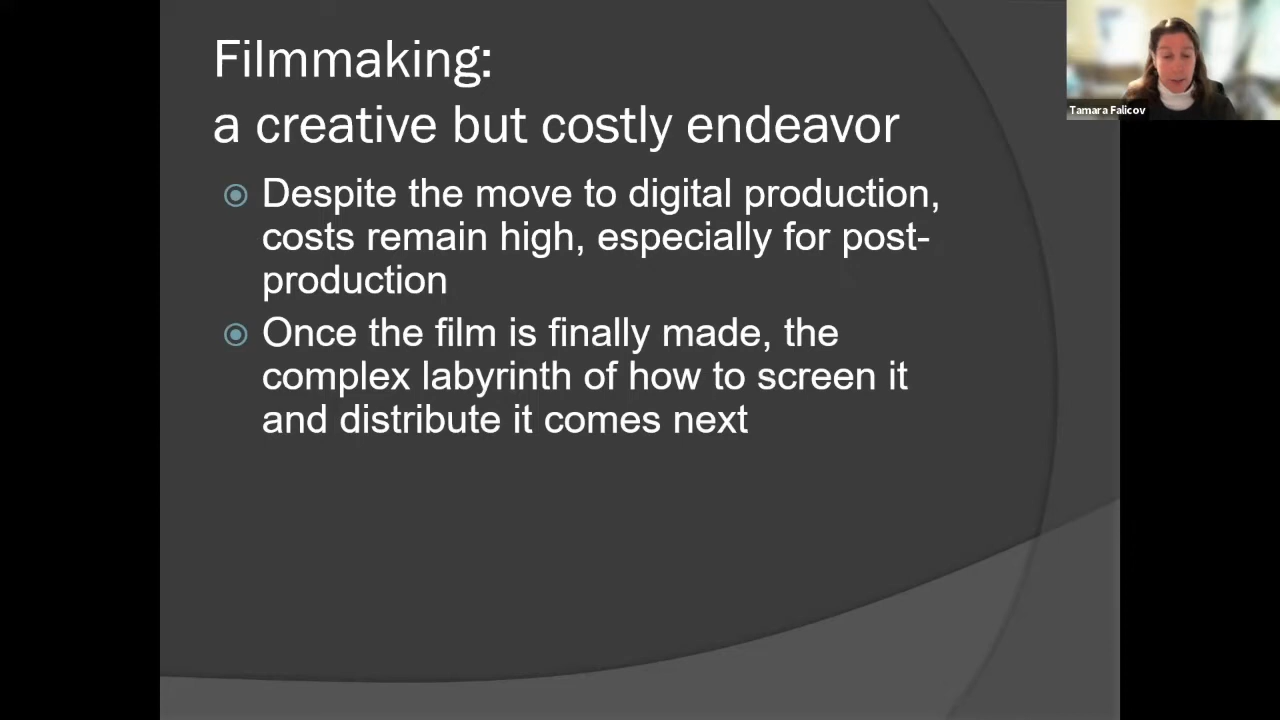 Filmmaking:
a creative but costly endeavor
Despite the move to digital production,
costs remain high, especially for post-
production
Once the film is finally made, the
complex labyrinth of how to screen it
and distribute it comes next
Tamara Falicov